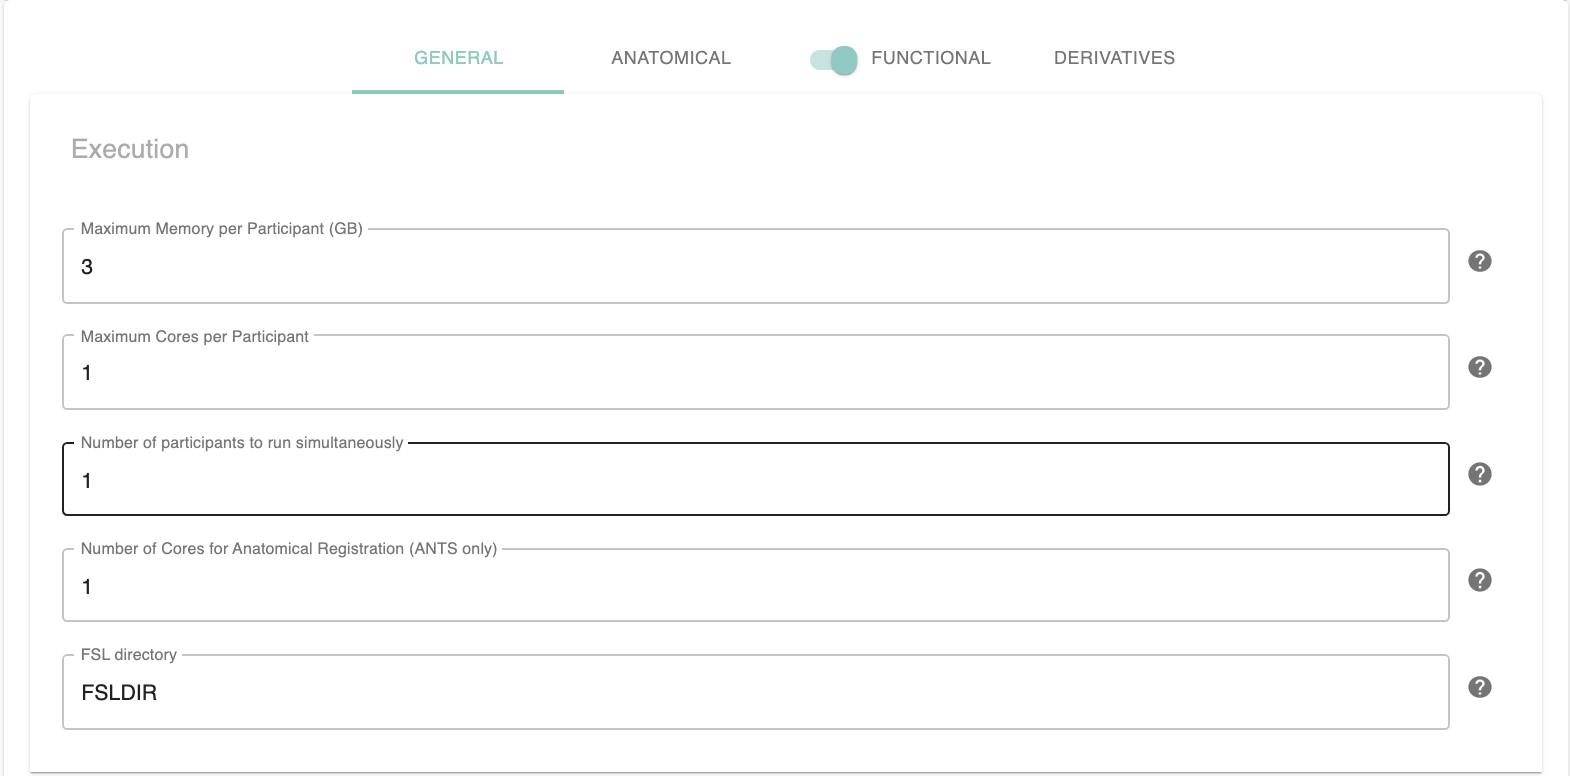 GENERAL ANATOMICAL FUNCTIONAL DERIVATIVES
Execution
Maximum Memory per Participant (GB)
3
Maximum Cores per Participant
1
Number of participants to run simultaneously
1
Number of Cores for Anatomical Registration (ANTS only)
1
FSL directory
FSLDIR